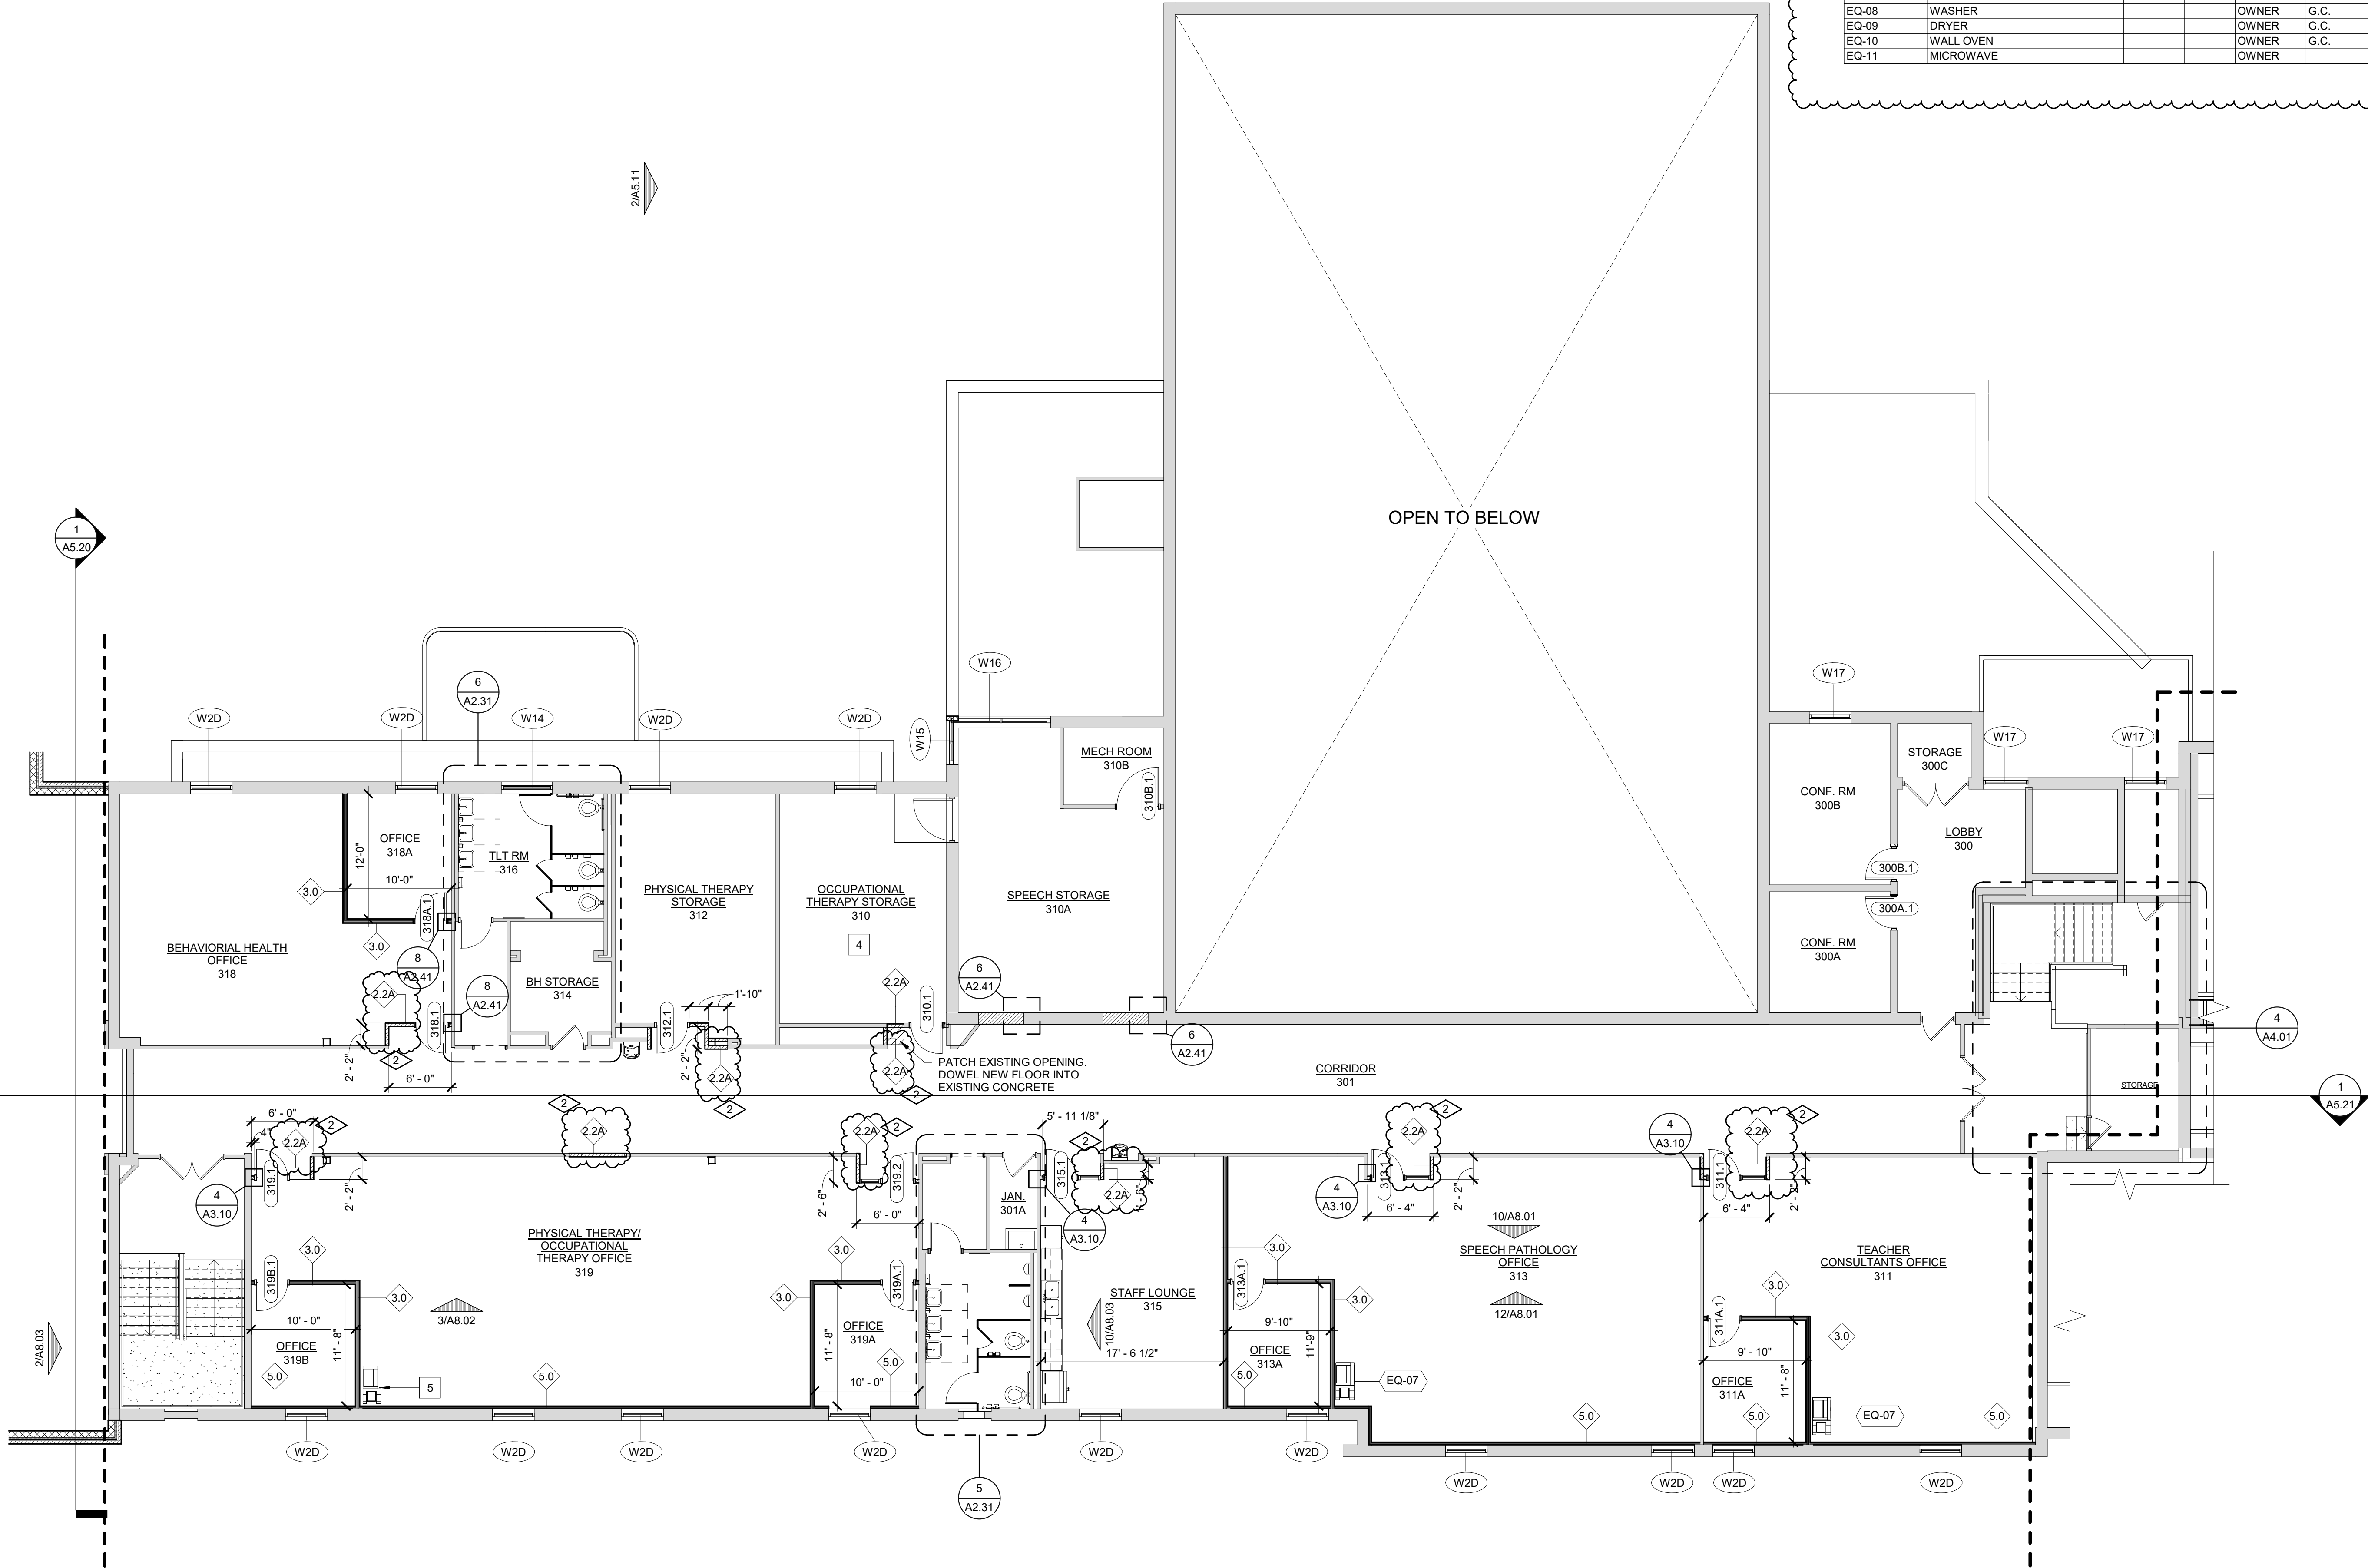 EQ-08 WASHER OWNER G.C.
EQ-09 DRYER OWNER G.C.
EQ-10 WALL OVEN OWNER G.C.
EQ-11 MICROWAVE OWNER
2/A5.11
OPEN TO BELOW
1
A5.20
W16
6
A2.31
W17
W2D
W2D
W14
W2D
W2D
W15
W17
W17
MECH ROOM
310B
310B.1
STORAGE
300C
CONF. RM
300B
LOBBY
300
OFFICE
318A
12'-0"
10'-0"
3.0
3.0
318A.1
TLT RM
316
PHYSICAL THERAPY
STORAGE
312
OCCUPATIONAL
THERAPY STORAGE
310
4
SPEECH STORAGE
310A
300B.1
300A.1
CONF. RM
300A
BEHAVIORIAL HEALTH
OFFICE
318
8
A2.41
8
A2.41
BH STORAGE
314
2.2A
318.1
2
2' - 2"
6' - 0"
312.1
1'-10"
2' - 2"
2.2A
2
2.2A
310.1
2.2A
2
6
A2.41
6
A2.41
PATCH EXISTING OPENING.
DOWEL NEW FLOOR INTO
EXISTING CONCRETE
CORRIDOR
301
4
A4.01
STORAGE
1
A5.21
6' - 0"
4"
2.2A
2
319.1
4
A3.10
2' - 2"
2
2.2A
2.2A
2
319.2
2' - 6"
6' - 0"
5' - 11 1/8"
2
315.1
2.2A
JAN.
301A
4
A3.10
4
A3.10
313.1
2.2A
2
6' - 4"
2' - 2"
4
A3.10
311.1
2.2A
2
6' - 4"
2' - 2"
PHYSICAL THERAPY/
OCCUPATIONAL
THERAPY OFFICE
319
10/A8.01
SPEECH PATHOLOGY
OFFICE
313
12/A8.01
TEACHER
CONSULTANTS OFFICE
311
319B.1
3.0
3.0
3/A8.02
10' - 0"
OFFICE
319B
11' - 8"
5.0
5
5.0
3.0
3.0
319A.1
OFFICE
319A
11' - 8"
5.0
10' - 0"
STAFF LOUNGE
315
10/A8.03
17' - 6 1/2"
3.0
313A.1
3.0
9'-10"
OFFICE
313A
11'-9"
5.0
EQ-07
5.0
311A.1
3.0
3.0
9' - 10"
OFFICE
311A
11' - 8"
5.0
EQ-07
5.0
2/A8.03
W2D
W2D
W2D
W2D
W2D
W2D
W2D
W2D
W2D
W2D
5
A2.31